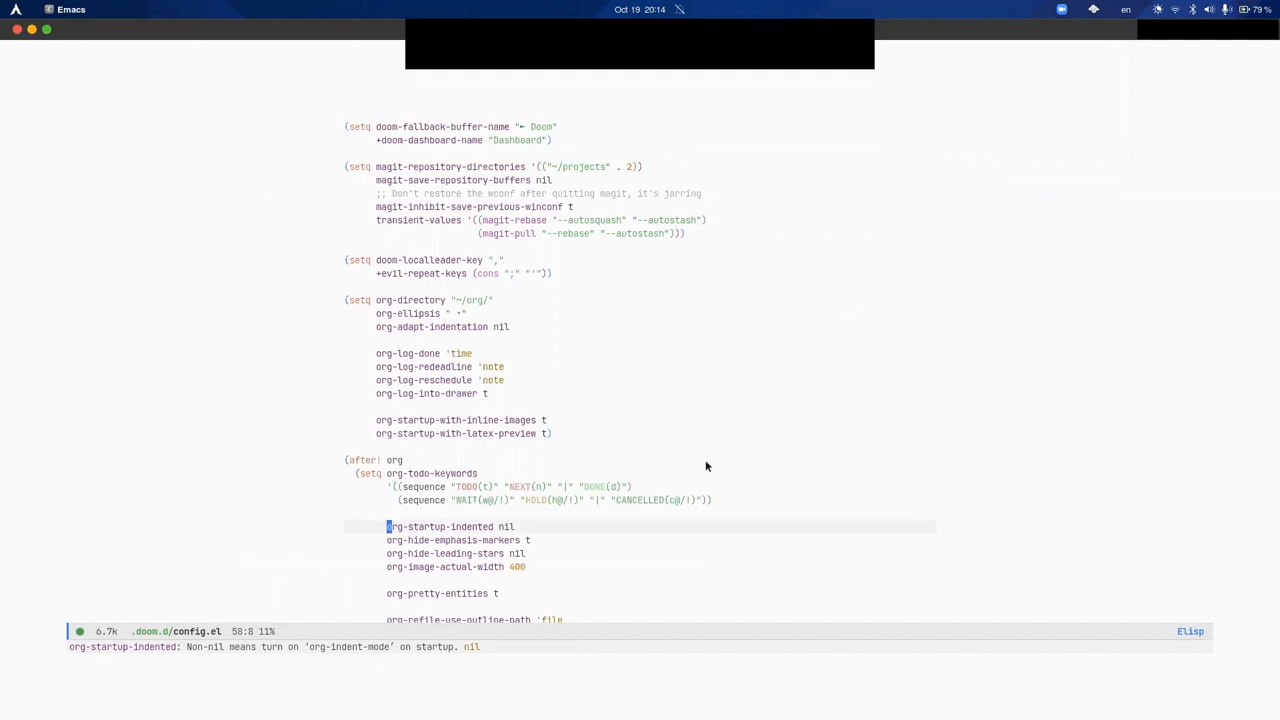 Emacs
Oct 19 20:14
en
79 %
(setq doom-fallback-buffer-name "► Doom"
+doom-dashboard-name "Dashboard")
(setq magit-repository-directories '(("~/projects" . 2))
magit-save-repository-buffers nil
;; Don't restore the wconf after quitting magit, it's jarring
magit-inhibit-save-previous-winconf t
transient-values '((magit-rebase "--autosquash" "--autostash")
(magit-pull "--rebase" "--autostash")))
(setq doom-localleader-key ","
+evil-repeat-keys (cons ";" "'"))
(setq org-directory "~/org/"
org-ellipsis " ▾"
org-adapt-indentation nil
org-log-done 'time
org-log-redeadline 'note
org-log-reschedule 'note
org-log-into-drawer t
org-startup-with-inline-images t
org-startup-with-latex-preview t)
(after! org
(setq org-todo-keywords
'((sequence "TODO(t)" "NEXT(n)" "|" "DONE(d)")
(sequence "WAIT(w@/!)" "HOLD(h@/!)" "|" "CANCELLED(c@/!)"))
org-startup-indented nil
org-hide-emphasis-markers t
org-hide-leading-stars nil
org-image-actual-width 400
org-pretty-entities t
org-refile-use-outline-path 'file
6.7k .doom.d/config.el 58:8 11% Elisp
org-startup-indented: Non-nil means turn on ‘org-indent-mode’ on startup. nil